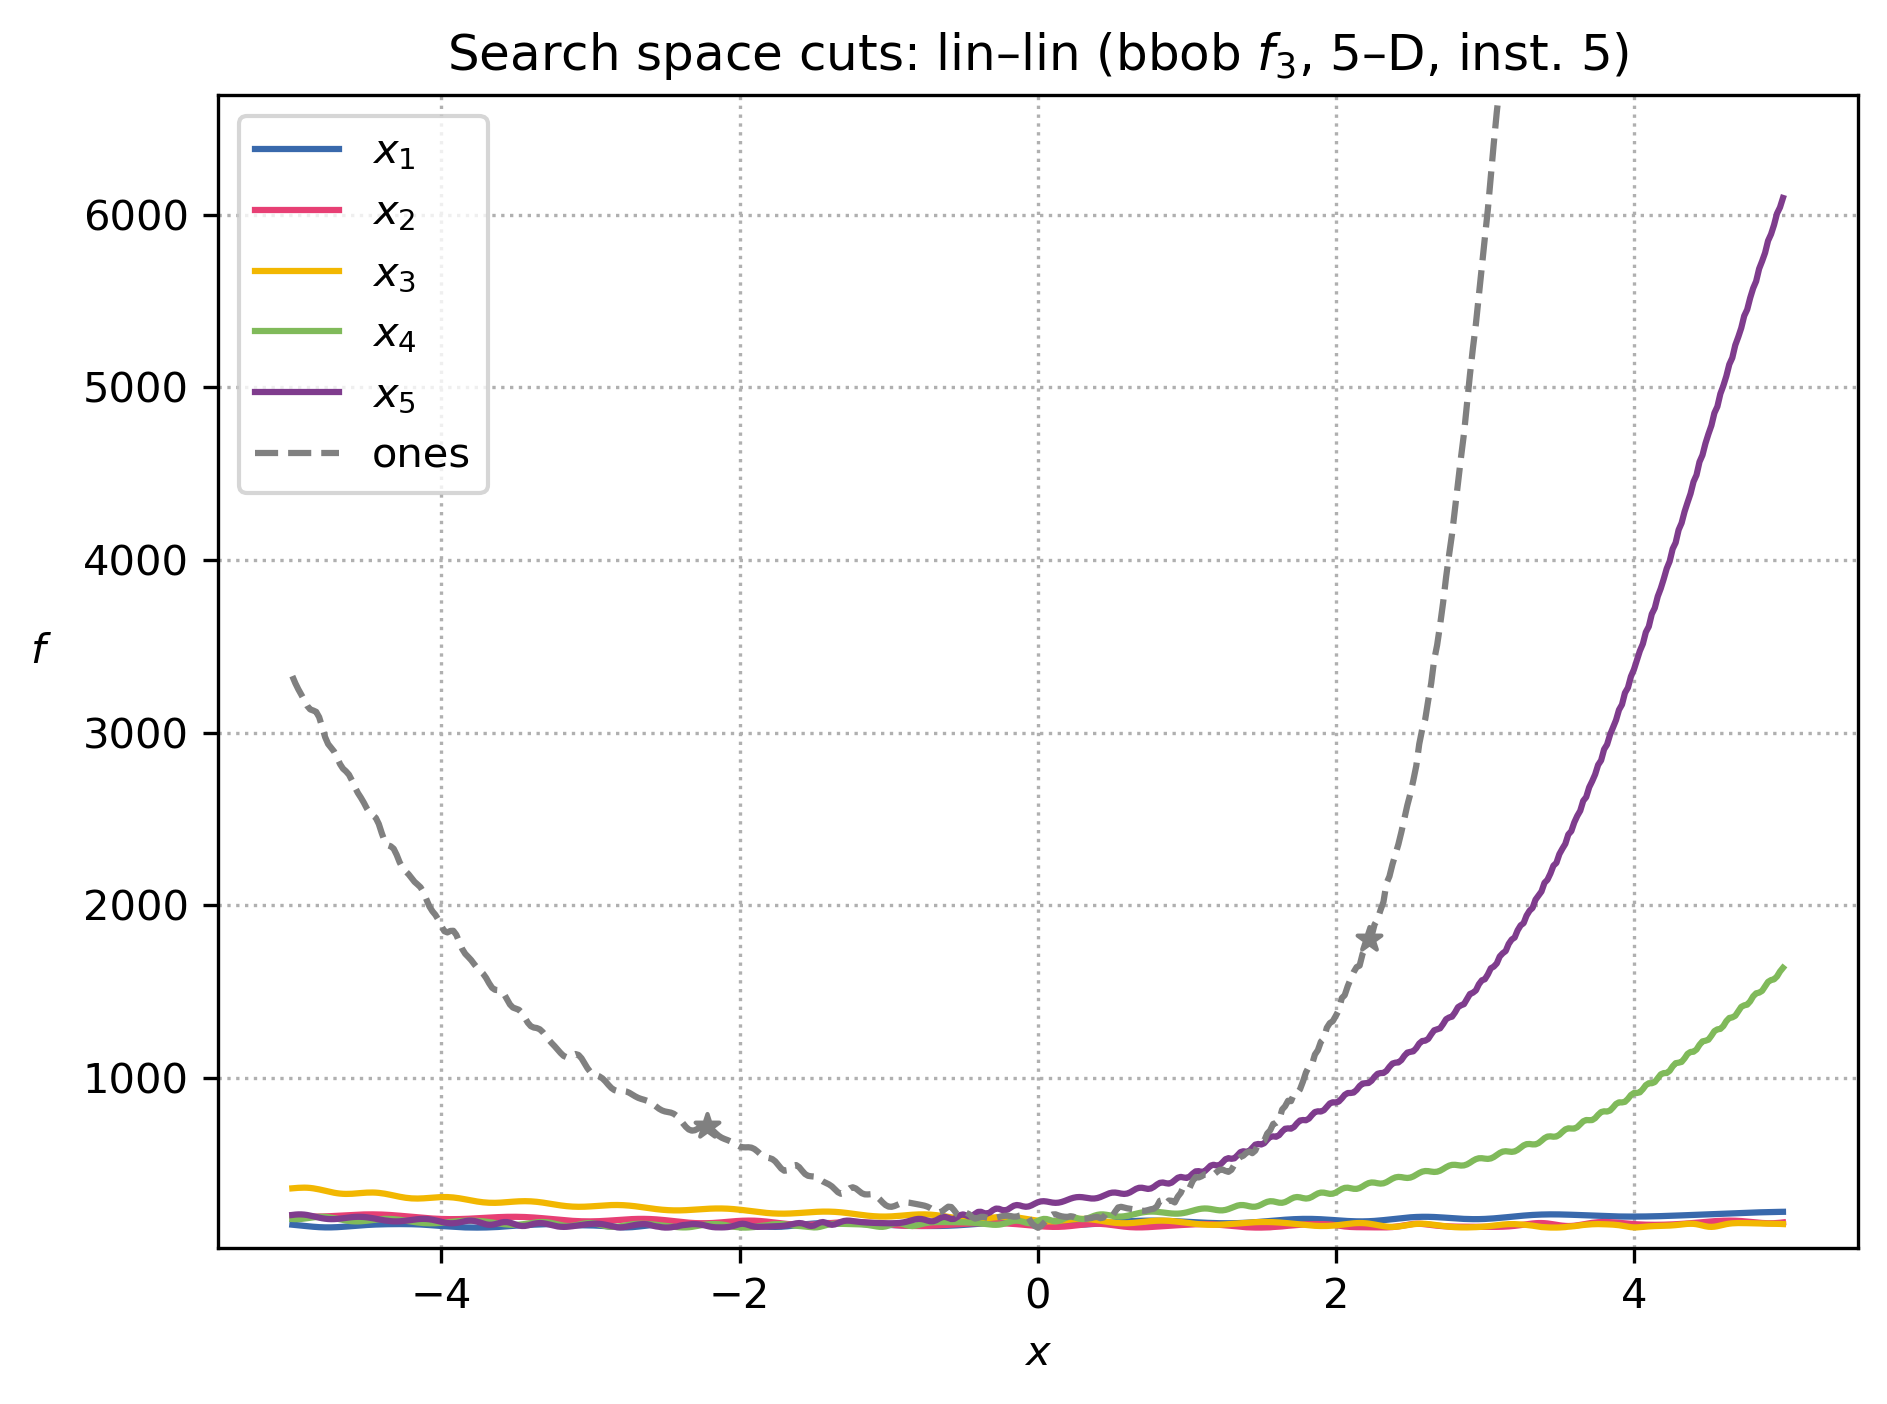 Search space cuts: lin–lin (bbob f₃, 5–D, inst. 5)
x₁
x₂
x₃
x₄
x₅
ones
6000
5000
4000
3000
2000
1000
f
−4 −2 0 2 4
x